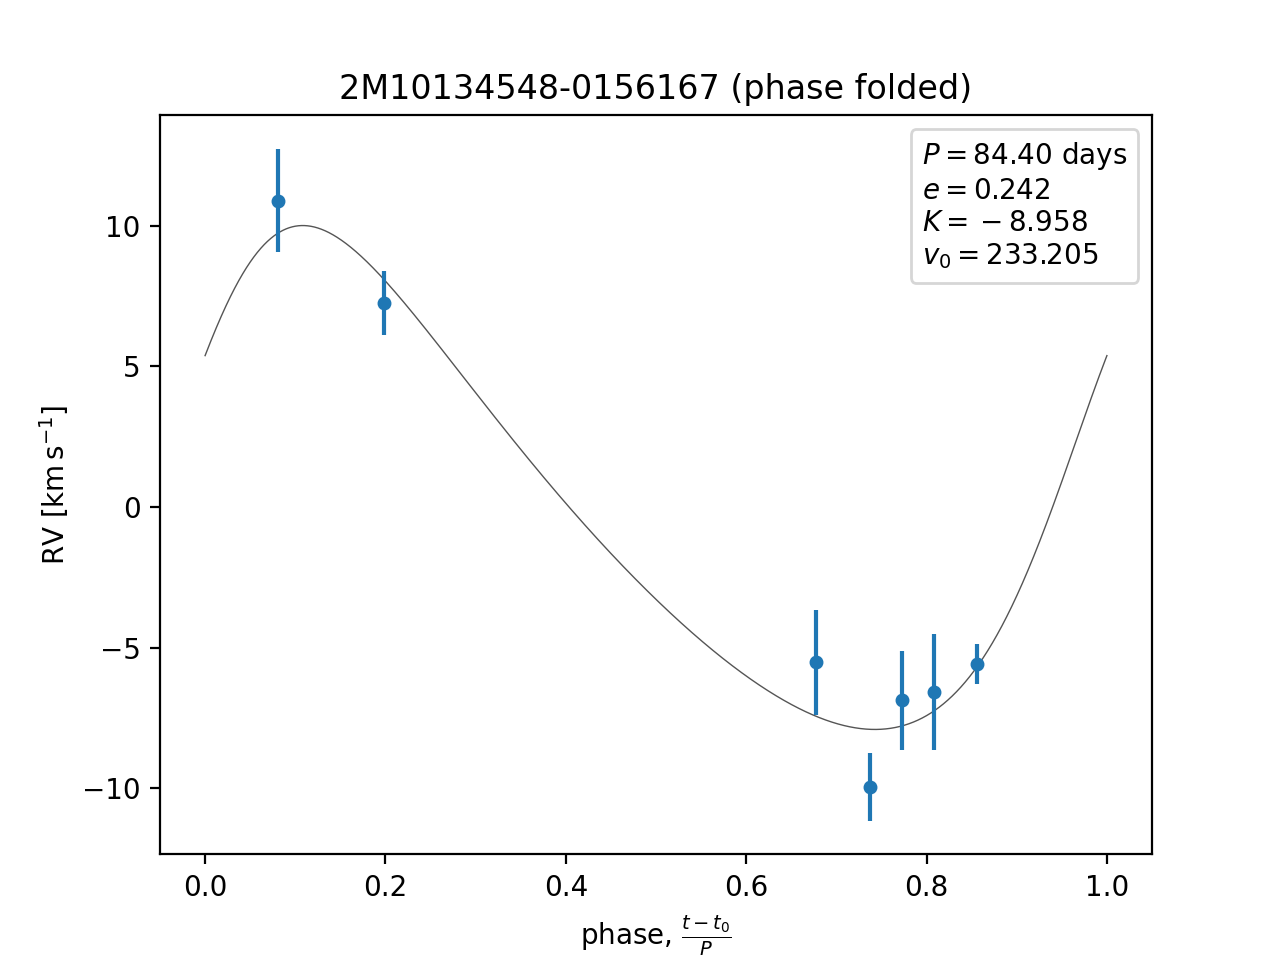 2M10134548-0156167 (phase folded)
P = 84.40 days
e = 0.242
K = −8.958
v₀ = 233.205
10
5
0
−5
−10
RV [km s⁻¹]
0.0 0.2 0.4 0.6 0.8 1.0
phase, (t − t₀)/P